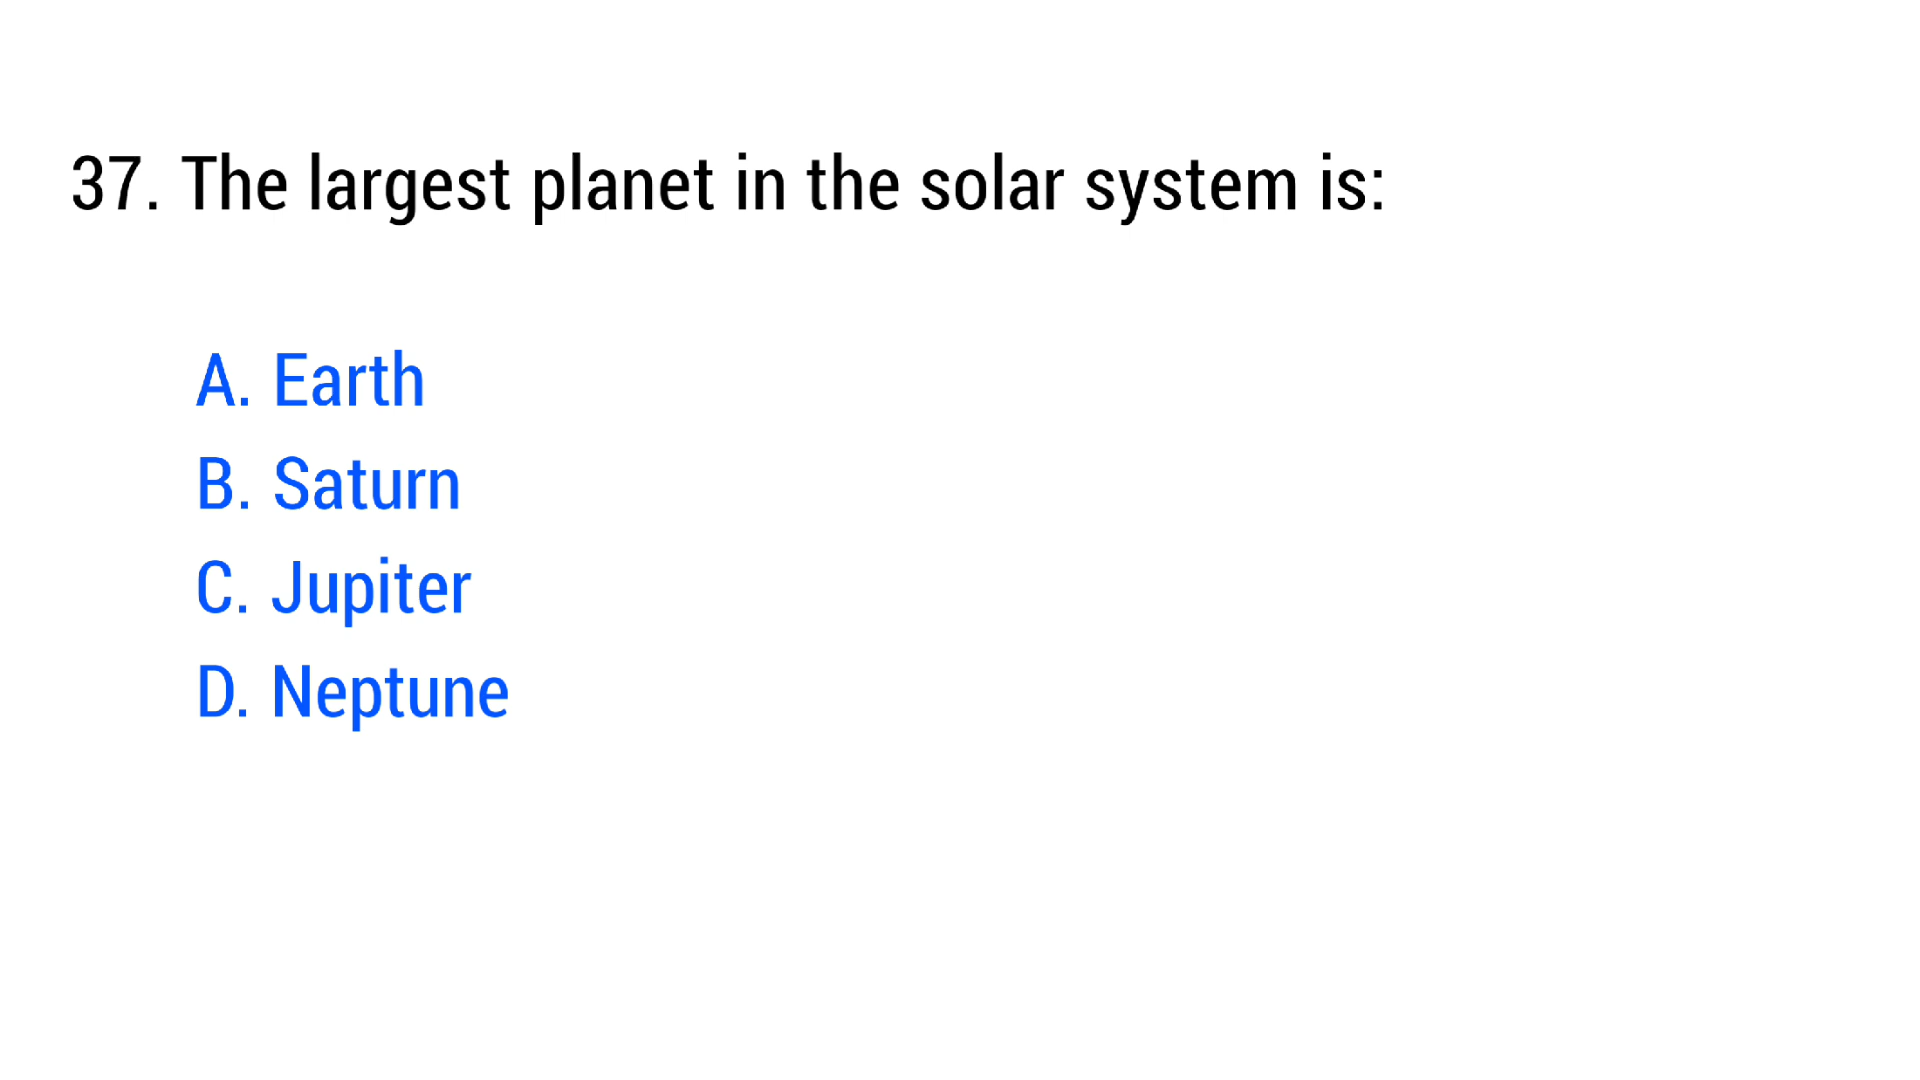 37. The largest planet in the solar system is:
A. Earth
B. Saturn
C. Jupiter
D. Neptune